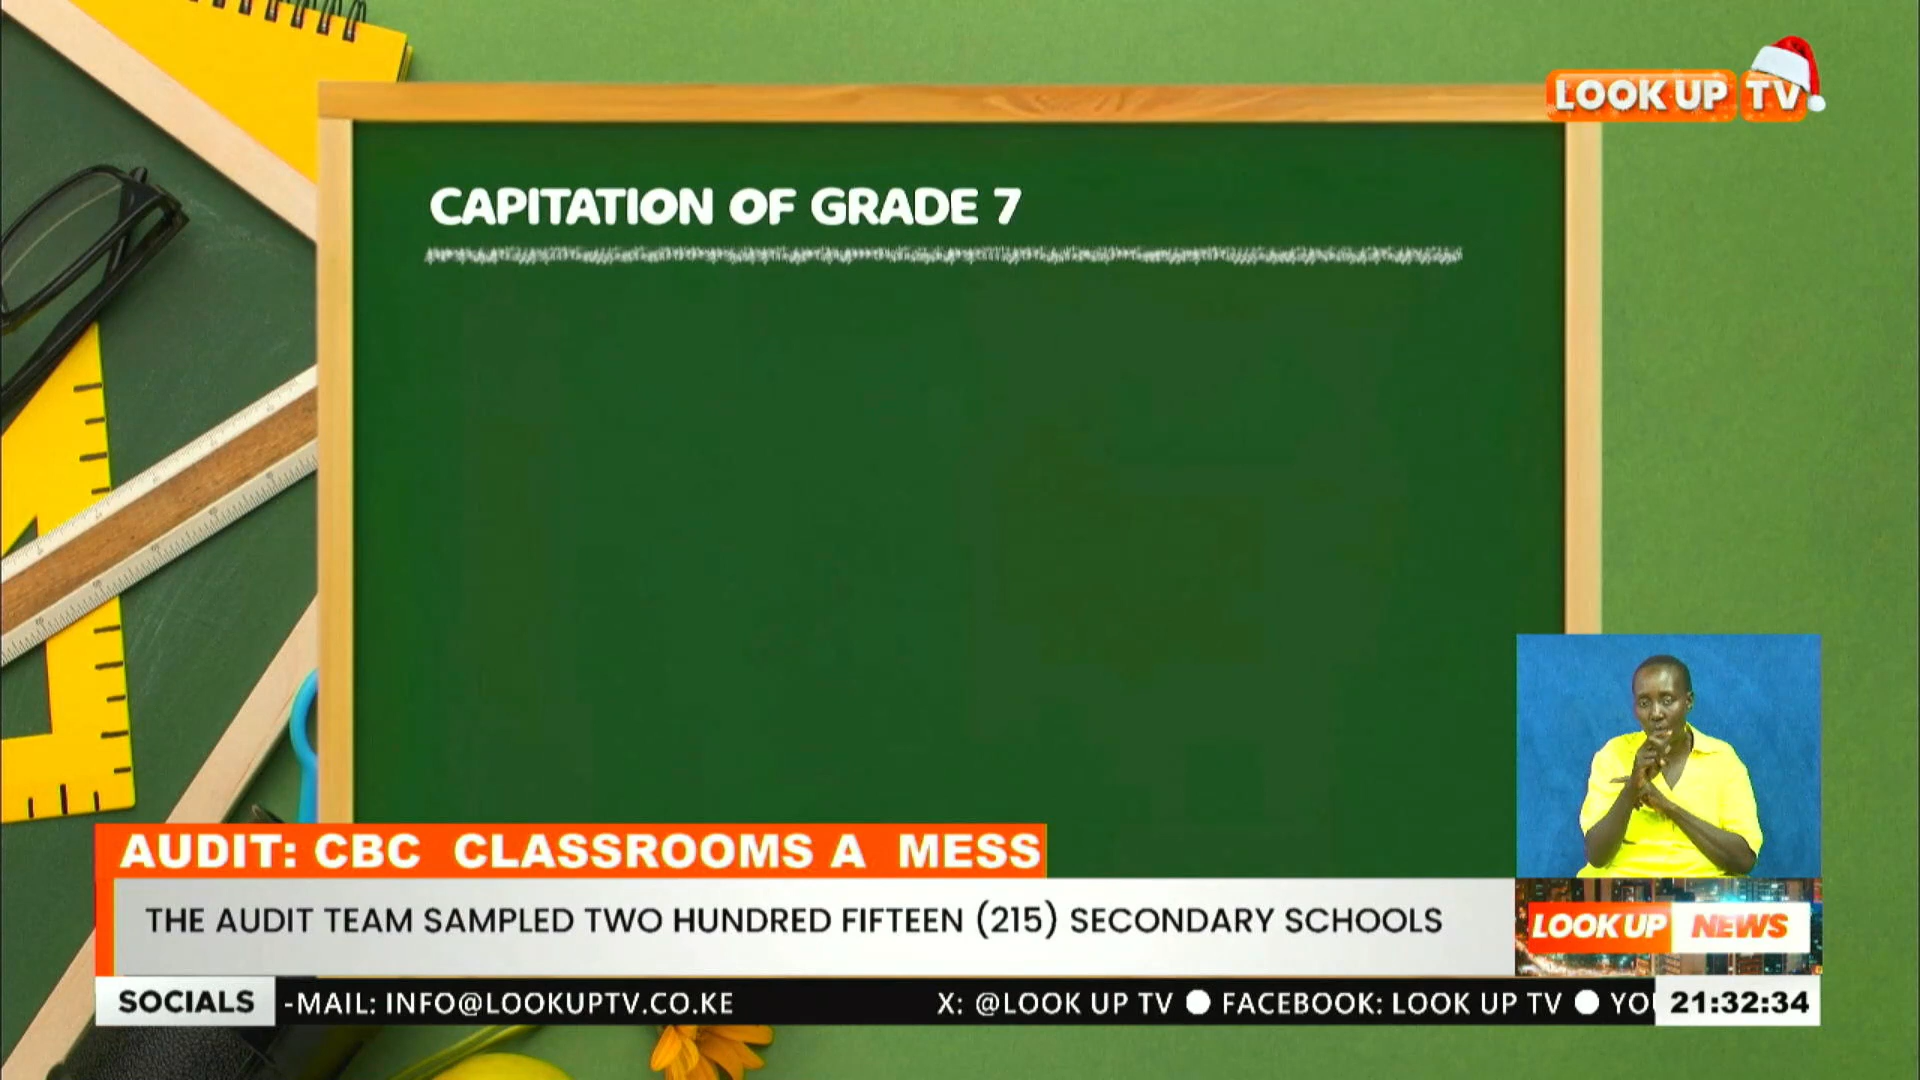 LOOK UP TV
CAPITATION OF GRADE 7
AUDIT: CBC CLASSROOMS A MESS
THE AUDIT TEAM SAMPLED TWO HUNDRED FIFTEEN (215) SECONDARY SCHOOLS
LOOK UP NEWS
SOCIALS -MAIL: INFO@LOOKUPTV.CO.KE X: @LOOK UP TV ● FACEBOOK: LOOK UP TV ● YO 21:32:34